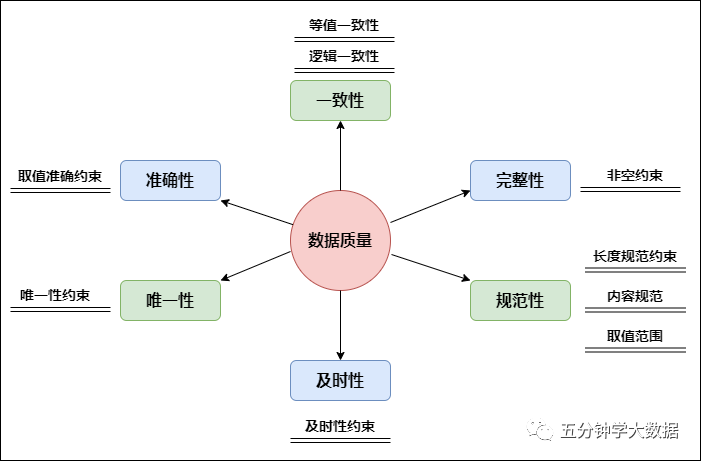 等值一致性
逻辑一致性
一致性
取值准确约束
准确性
完整性
非空约束
数据质量
长度规范约束
唯一性约束
唯一性
规范性
内容规范
取值范围
及时性
及时性约束
五分钟学大数据